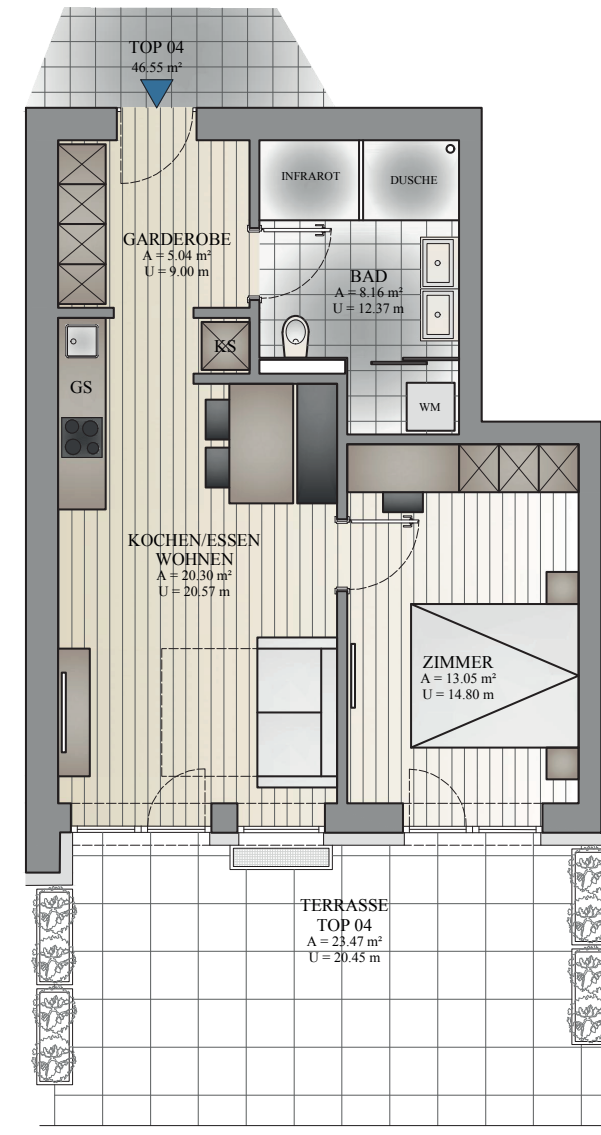 TOP 04
46.55 m²
INFRAROT
DUSCHE
GARDEROBE
A = 5.04 m²
U = 9.00 m
BAD
A = 8.16 m²
U = 12.37 m
KS
GS
WM
KOCHEN/ESSEN
WOHNEN
A = 20.30 m²
U = 20.57 m
ZIMMER
A = 13.05 m²
U = 14.80 m
TERRASSE
TOP 04
A = 23.47 m²
U = 20.45 m